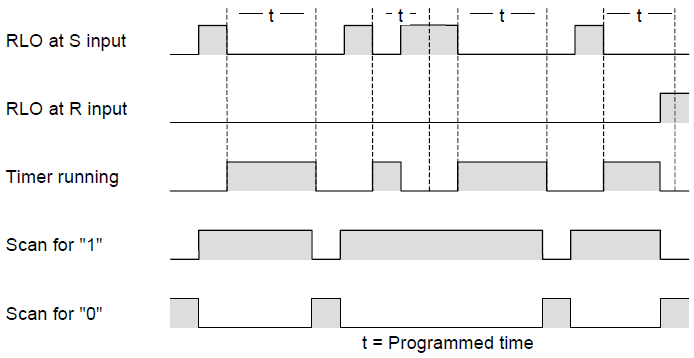 t t t t
RLO at S input
RLO at R input
Timer running
Scan for "1"
Scan for "0"
t = Programmed time